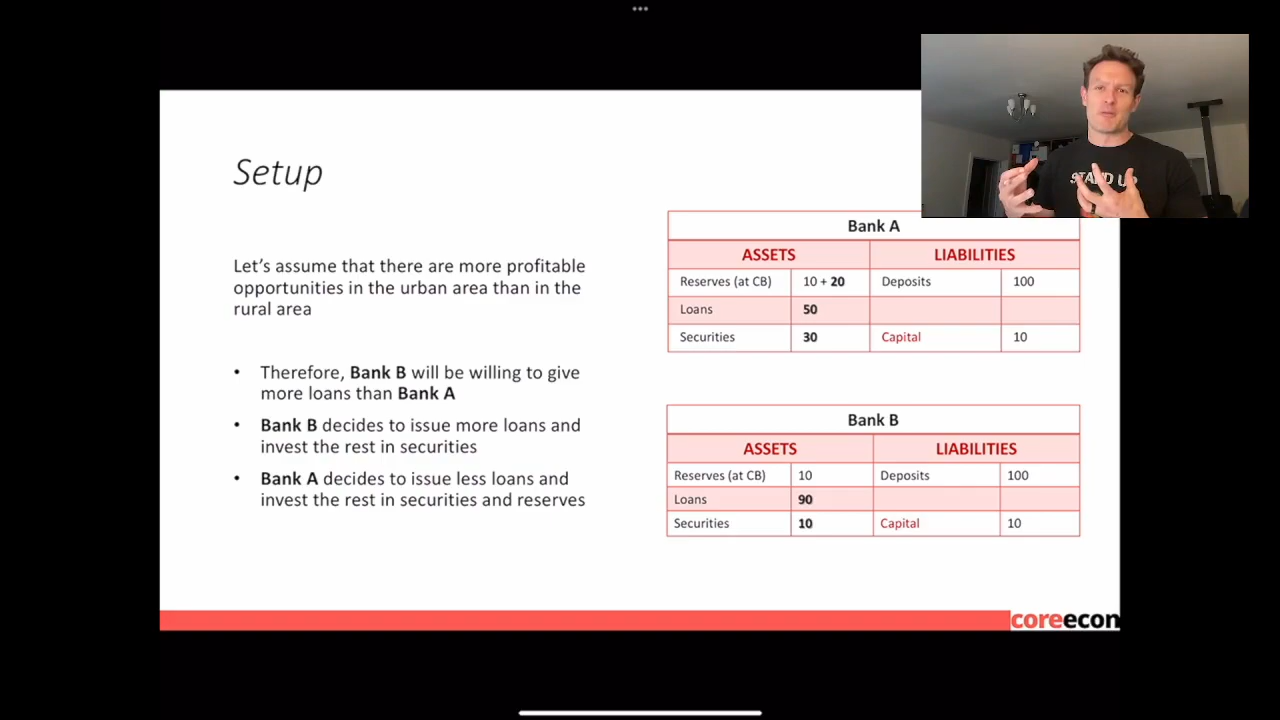 Setup
Let's assume that there are more profitable
opportunities in the urban area than in the
rural area
• Therefore, Bank B will be willing to give
more loans than Bank A
• Bank B decides to issue more loans and
invest the rest in securities
• Bank A decides to issue less loans and
invest the rest in securities and reserves
Bank A
ASSETS LIABILITIES
Reserves (at CB) 10 + 20 Deposits 100
Loans 50
Securities 30 Capital 10
Bank B
ASSETS LIABILITIES
Reserves (at CB) 10 Deposits 100
Loans 90
Securities 10 Capital 10
coreecon
STAND UP